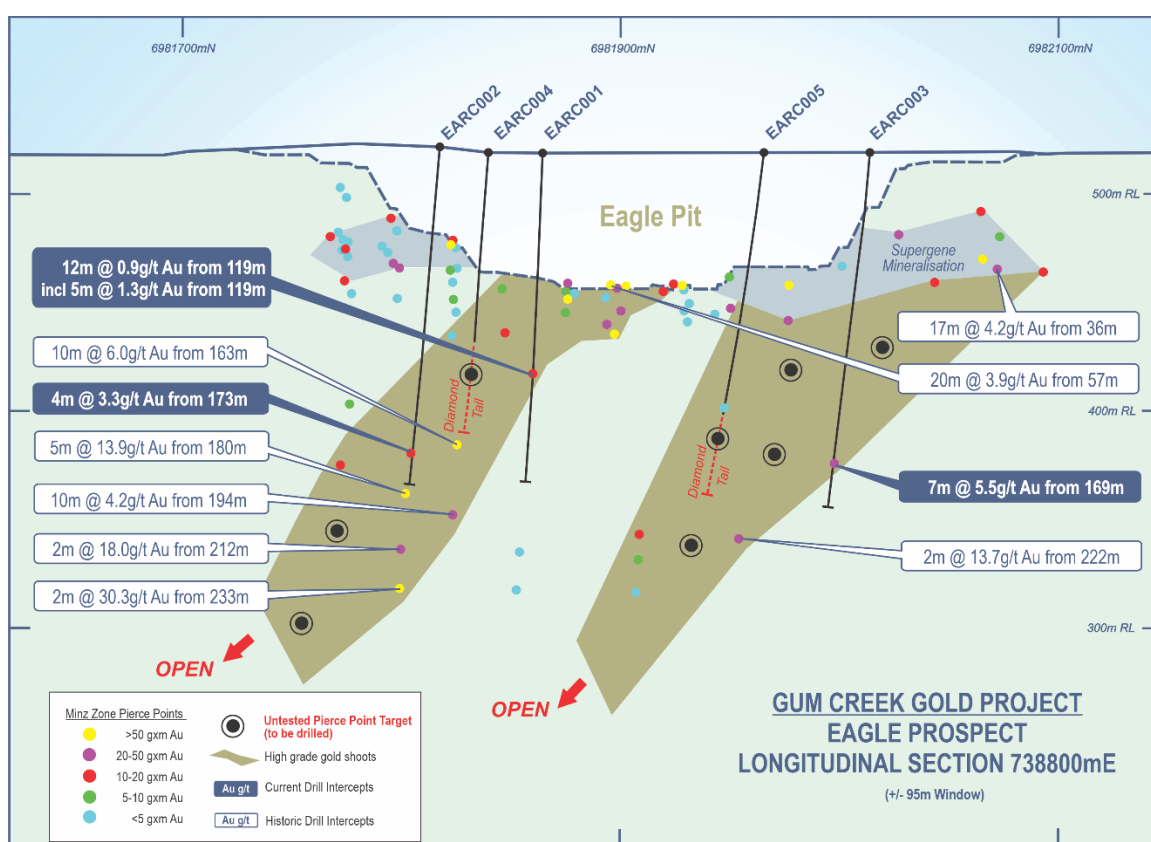 6981700mN
6981900mN
6982100mN
EARC002
EARC004
EARC001
EARC005
EARC003
500m RL
Eagle Pit
Supergene
Mineralisation
12m @ 0.9g/t Au from 119m
incl 5m @ 1.3g/t Au from 119m
17m @ 4.2g/t Au from 36m
10m @ 6.0g/t Au from 163m
20m @ 3.9g/t Au from 57m
4m @ 3.3g/t Au from 173m
Diamond
Tail
400m RL
5m @ 13.9g/t Au from 180m
Diamond
Tail
7m @ 5.5g/t Au from 169m
10m @ 4.2g/t Au from 194m
2m @ 18.0g/t Au from 212m
2m @ 13.7g/t Au from 222m
2m @ 30.3g/t Au from 233m
300m RL
OPEN
OPEN
Minz Zone Pierce Points
>50 gxm Au
20-50 gxm Au
10-20 gxm Au
5-10 gxm Au
<5 gxm Au
Untested Pierce Point Target
(to be drilled)
High grade gold shoots
Au g/t Current Drill Intercepts
Au g/t Historic Drill Intercepts
GUM CREEK GOLD PROJECT
EAGLE PROSPECT
LONGITUDINAL SECTION 738800mE
(+/- 95m Window)